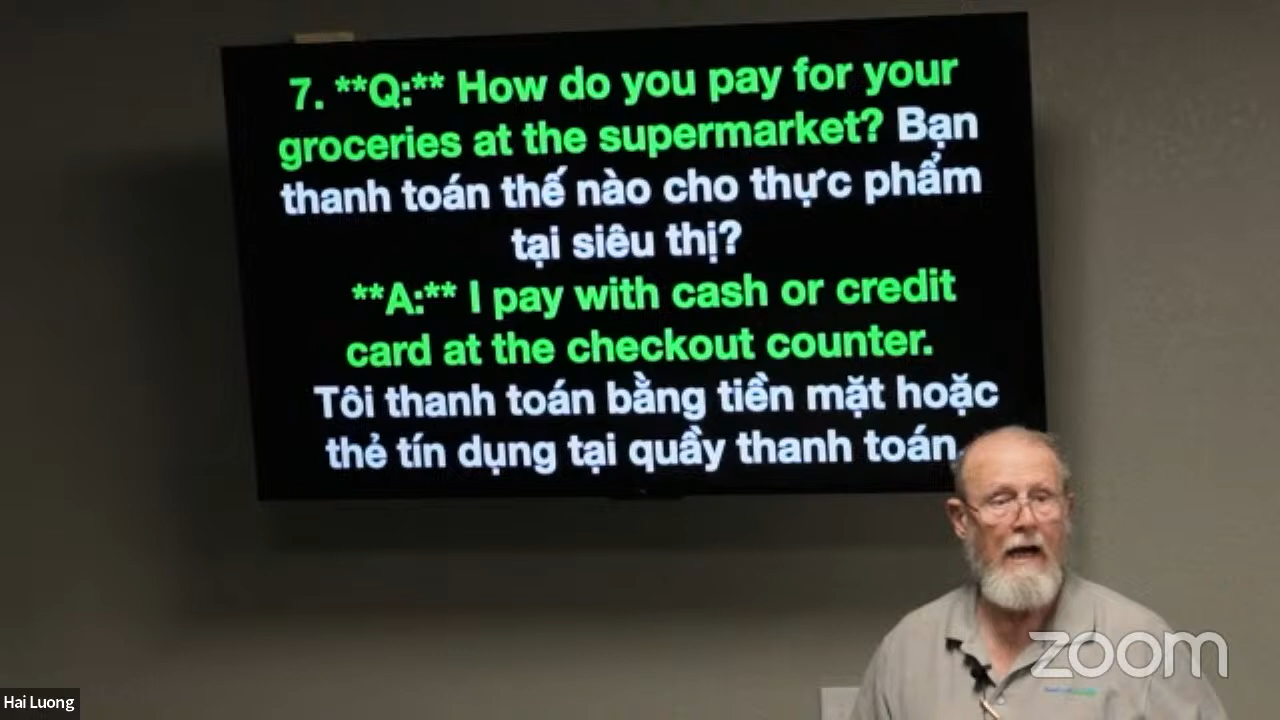 7. **Q:** How do you pay for your
groceries at the supermarket? Bạn
thanh toán thế nào cho thực phẩm
tại siêu thị?
**A:** I pay with cash or credit
card at the checkout counter.
Tôi thanh toán bằng tiền mặt hoặc
thẻ tín dụng tại quầy thanh toán.
zoom
Hai Luong